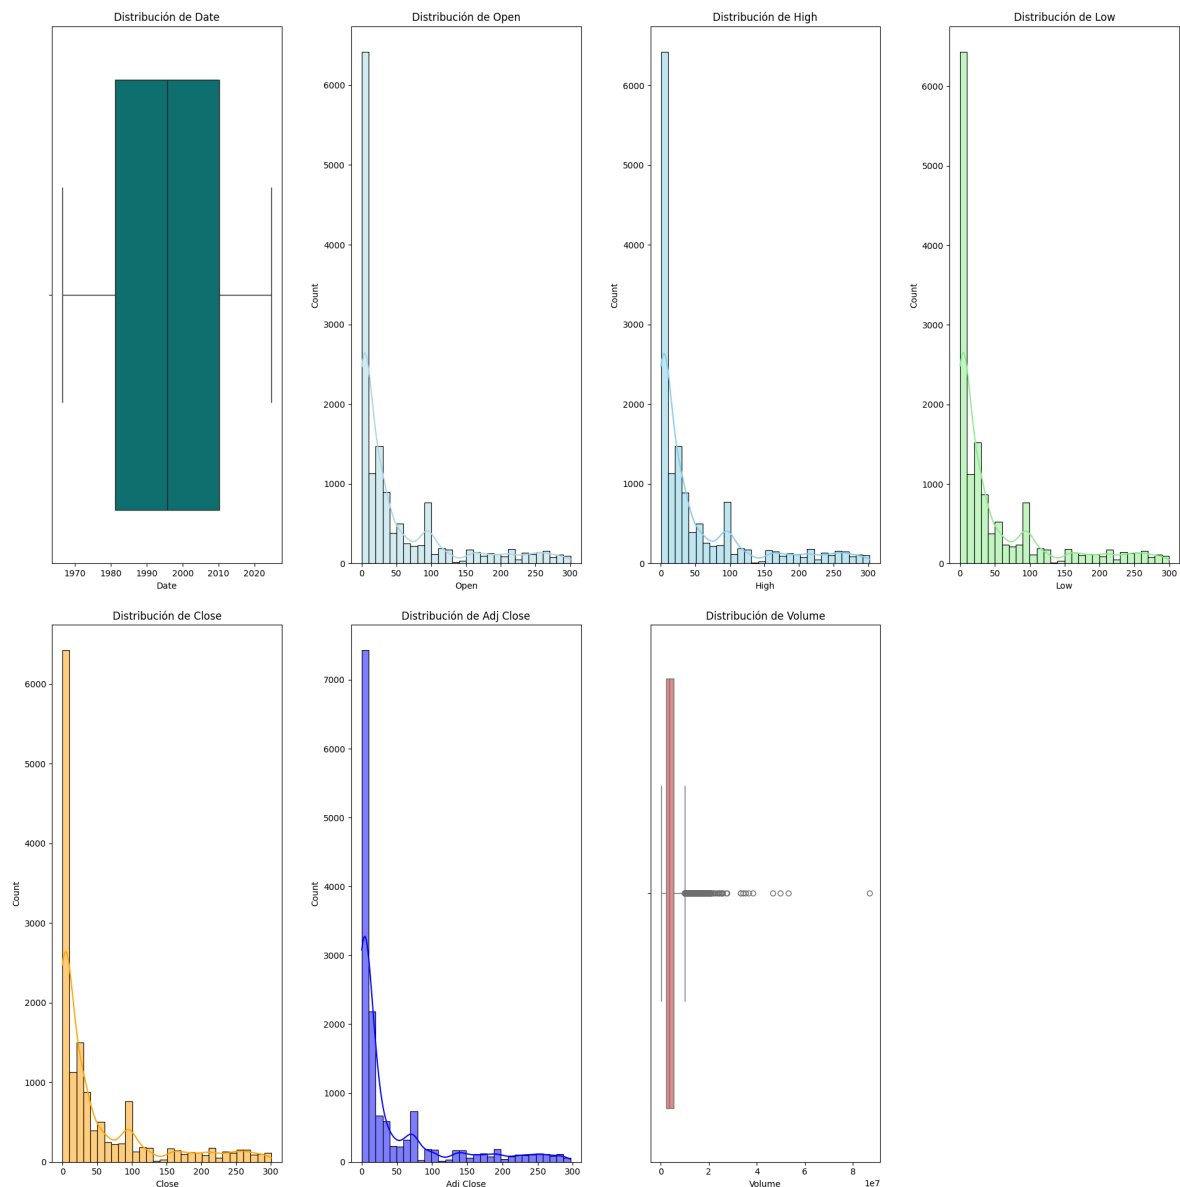 Distribución de Date
1970 1980 1990 2000 2010 2020
Date
Distribución de Open
6000
5000
4000
3000
2000
1000
0
Count
0 50 100 150 200 250 300
Open
Distribución de High
6000
5000
4000
3000
2000
1000
0
Count
0 50 100 150 200 250 300
High
Distribución de Low
6000
5000
4000
3000
2000
1000
0
Count
0 50 100 150 200 250 300
Low
Distribución de Close
6000
5000
4000
3000
2000
1000
0
Count
0 50 100 150 200 250 300
Close
Distribución de Adj Close
7000
6000
5000
4000
3000
2000
1000
0
Count
0 50 100 150 200 250 300
Adj Close
Distribución de Volume
0 2 4 6 8
1e7
Volume